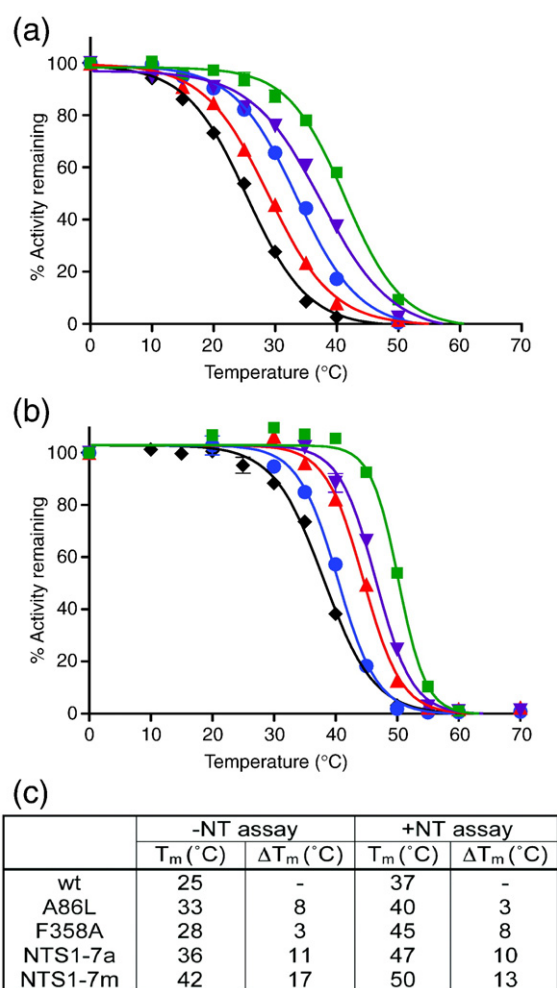 (a)
% Activity remaining
100
80
60
40
20
0
0 10 20 30 40 50 60 70
Temperature (°C)
(b)
% Activity remaining
100
80
60
40
20
0
0 10 20 30 40 50 60 70
Temperature (°C)
(c)
-NT assay +NT assay
Tm (°C) ΔTm (°C) Tm (°C) ΔTm (°C)
wt 25 - 37 -
A86L 33 8 40 3
F358A 28 3 45 8
NTS1-7a 36 11 47 10
NTS1-7m 42 17 50 13